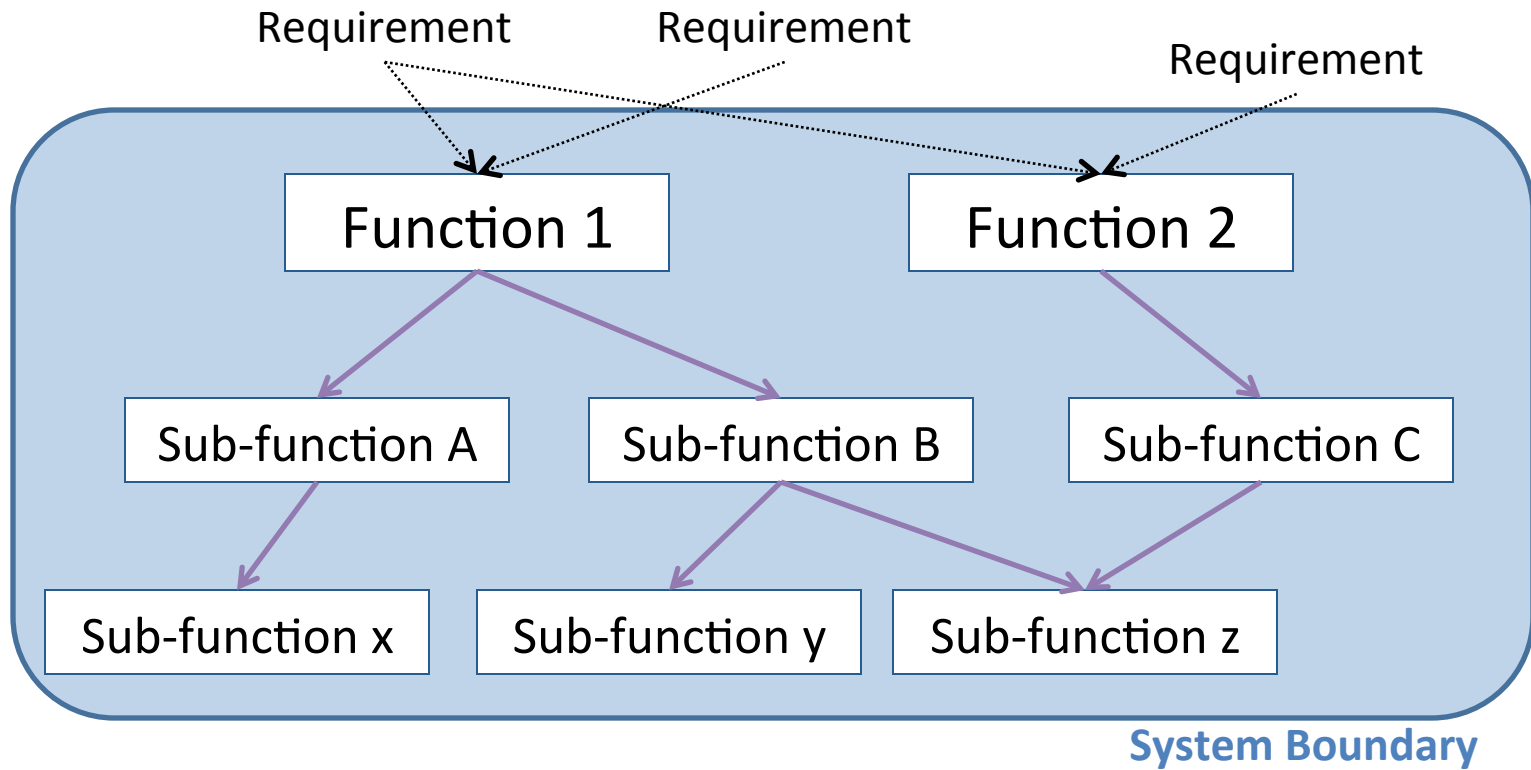 Requirement
Requirement
Requirement
Function 1
Function 2
Sub-function A
Sub-function B
Sub-function C
Sub-function x
Sub-function y
Sub-function z
System Boundary